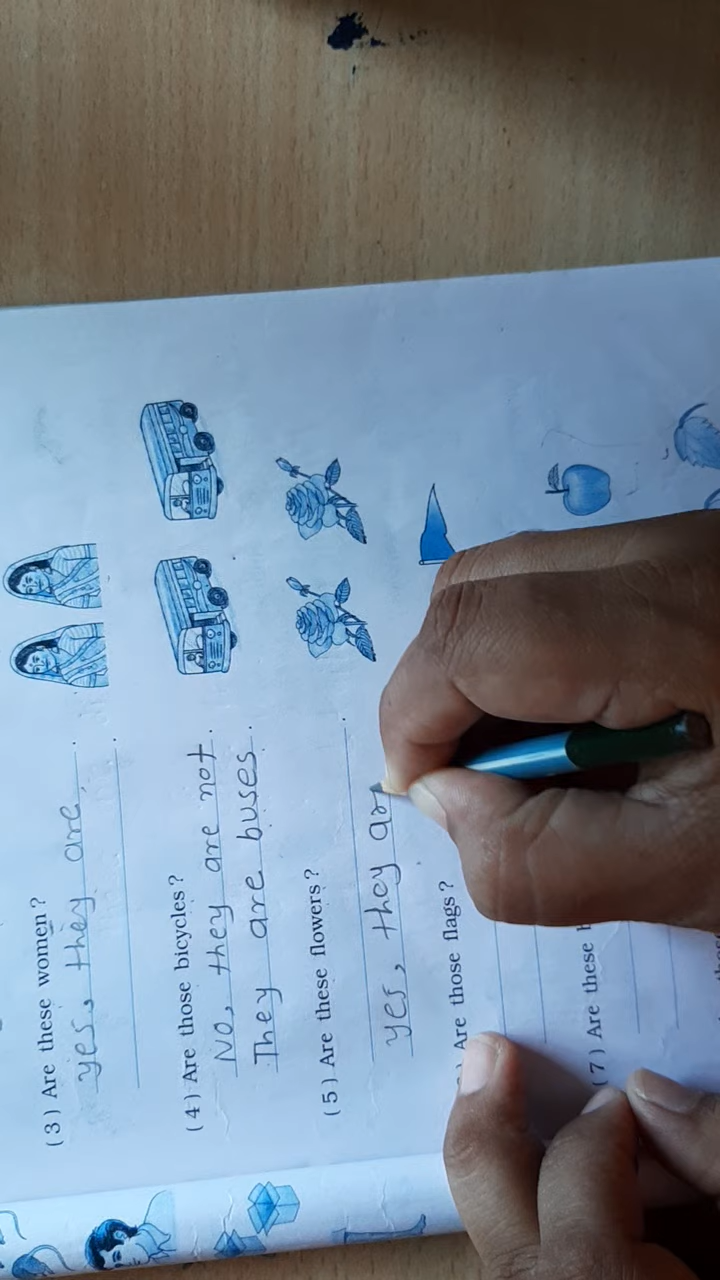 (3) Are these women?
yes, they are.
(4) Are those bicycles?
No, they are not.
They are buses.
(5) Are these flowers?
yes, they ar
Are those flags?
(7) Are these